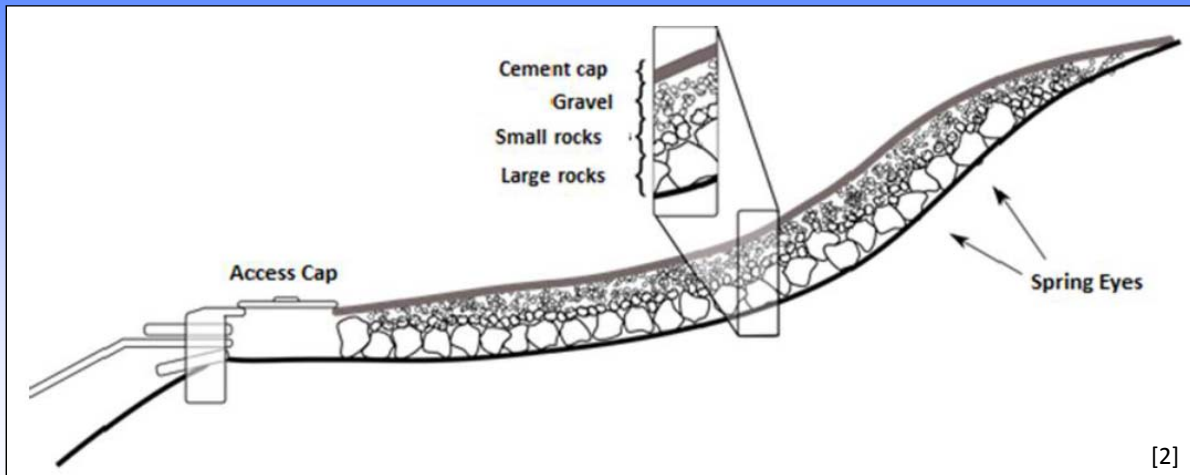 Cement cap
Gravel
Small rocks
Large rocks
Access Cap
Spring Eyes
[2]